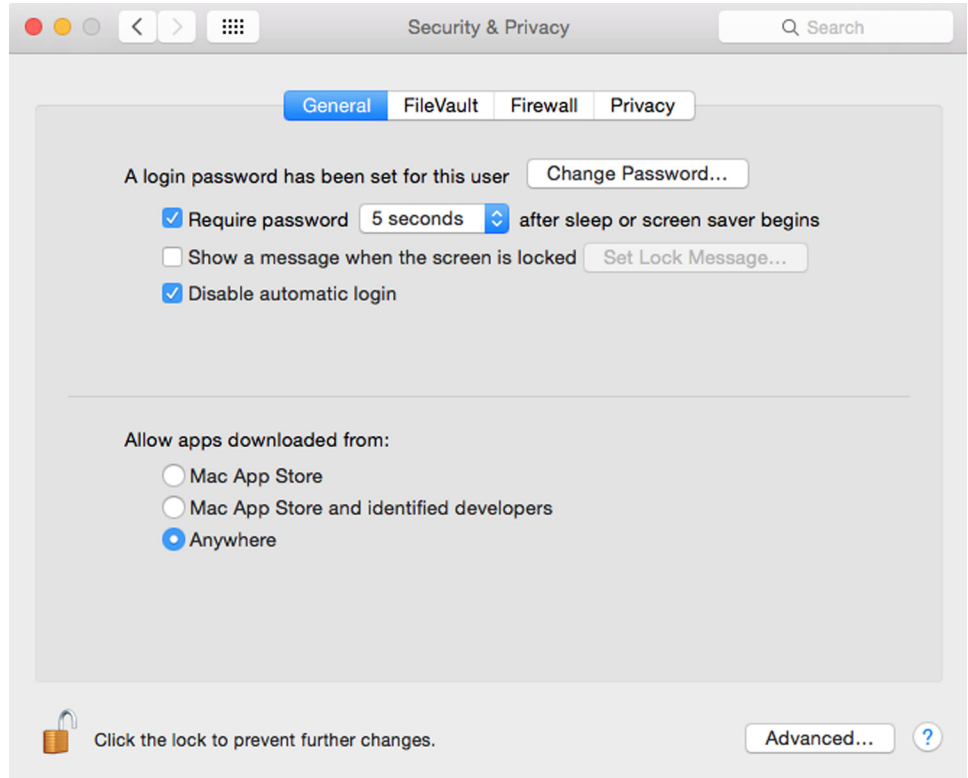 Security & Privacy
Search
General FileVault Firewall Privacy
A login password has been set for this user Change Password...
Require password 5 seconds after sleep or screen saver begins
Show a message when the screen is locked Set Lock Message...
Disable automatic login
Allow apps downloaded from:
Mac App Store
Mac App Store and identified developers
Anywhere
Click the lock to prevent further changes. Advanced... ?